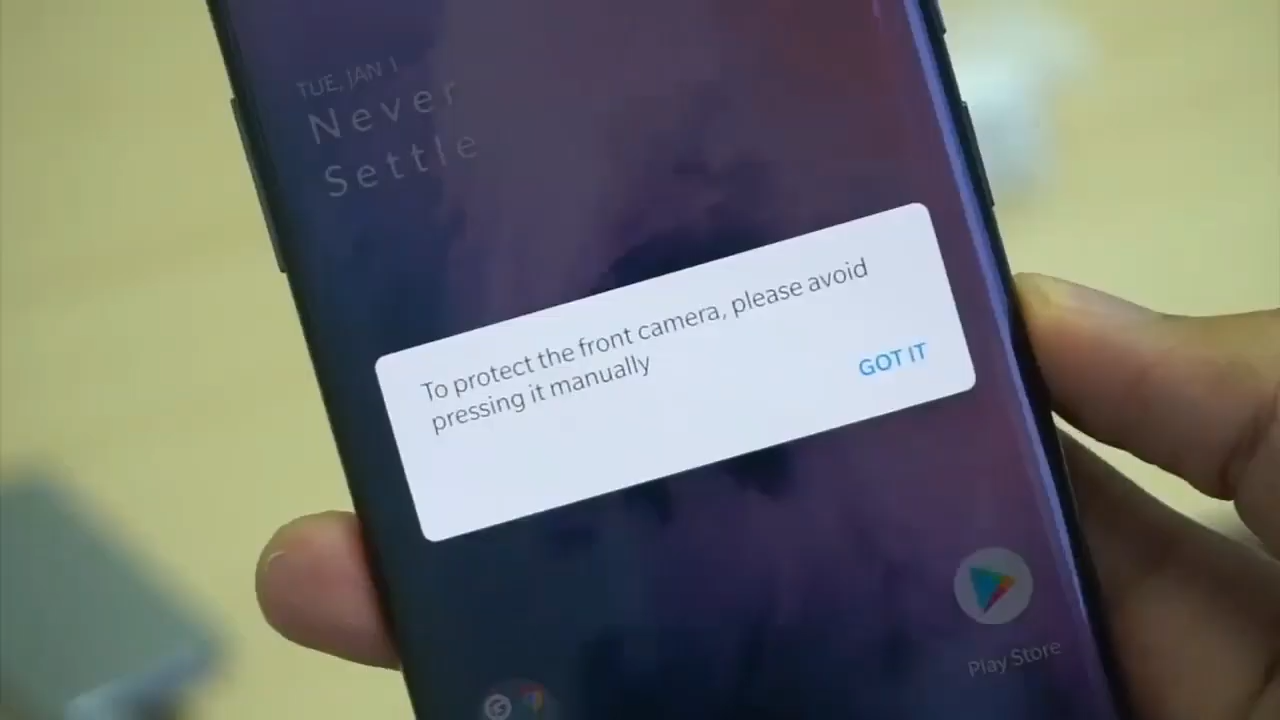 TUE, JAN 1
Never
Settle
To protect the front camera, please avoid
pressing it manually
GOT IT
Play Store